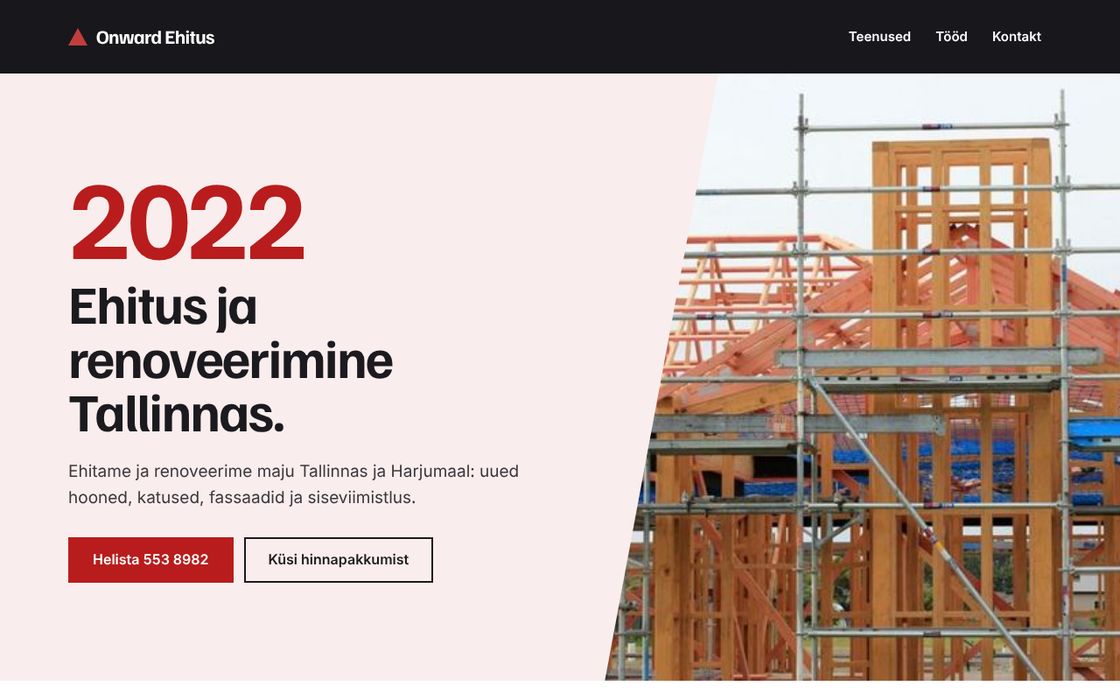 Onward Ehitus
Teenused Tööd Kontakt
2022
Ehitus ja
renoveerimine
Tallinnas.
Ehitame ja renoveerime maju Tallinnas ja Harjumaal: uued
hooned, katused, fassaadid ja siseviimistlus.
Helista 553 8982 Küsi hinnapakkumist